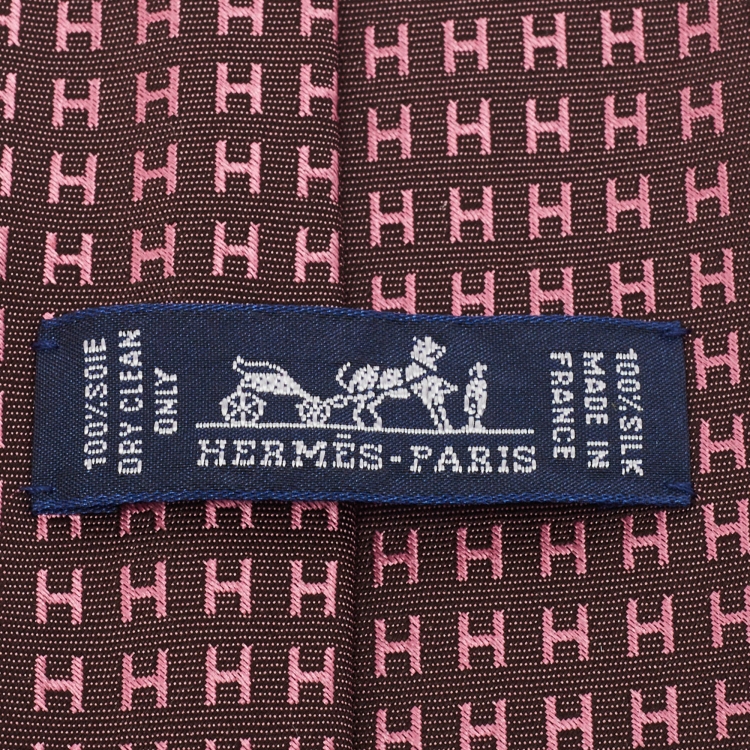 100%SOIE
DRY CLEAN
ONLY
HERMÈS-PARIS
100%SILK
MADE IN
FRANCE